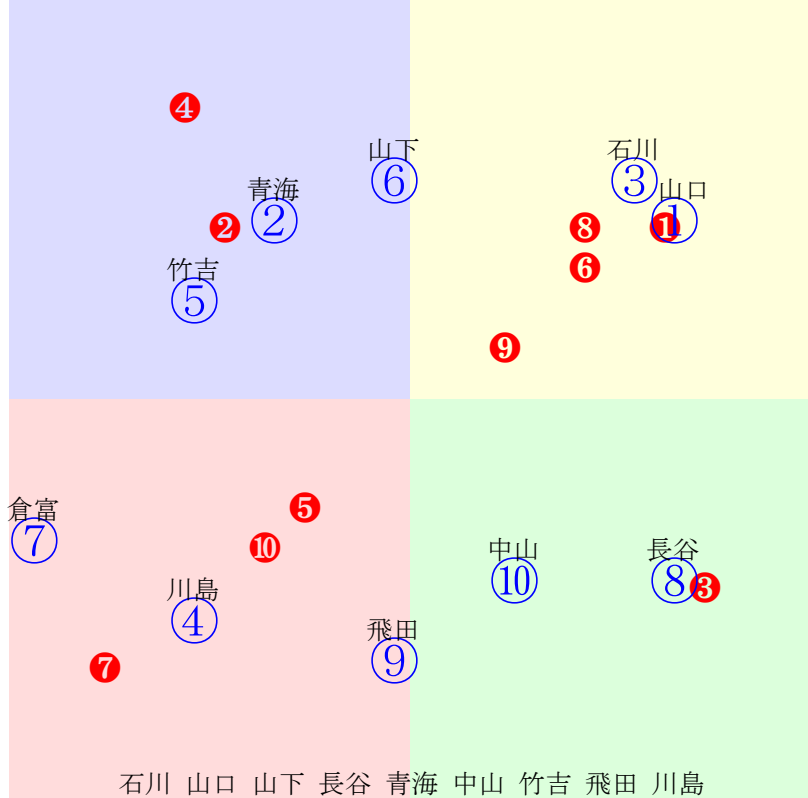 ❹
山下
石川
⑥
③
青海
山口
②
❷
❽
❶
①
竹吉
❻
⑤
❾
倉富
❺
⑦
❿
中山
長谷
⑩
⑧
❸
川島
④
飛田
⑨
❼
石川 山口 山下 長谷 青海 中山 竹吉 飛田 川島